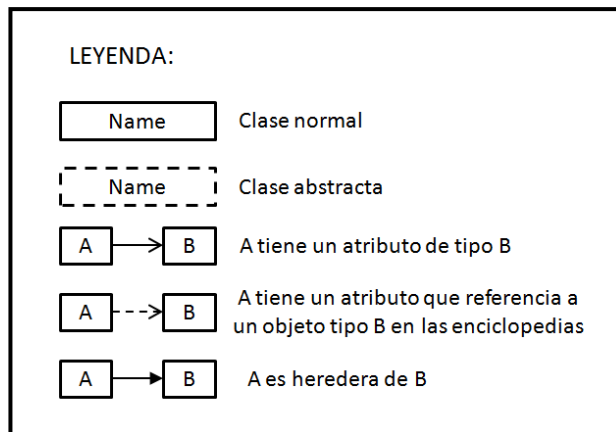 LEYENDA:
Name Clase normal
Name Clase abstracta
A B A tiene un atributo de tipo B
A B A tiene un atributo que referencia a
un objeto tipo B en las enciclopedias
A B A es heredera de B